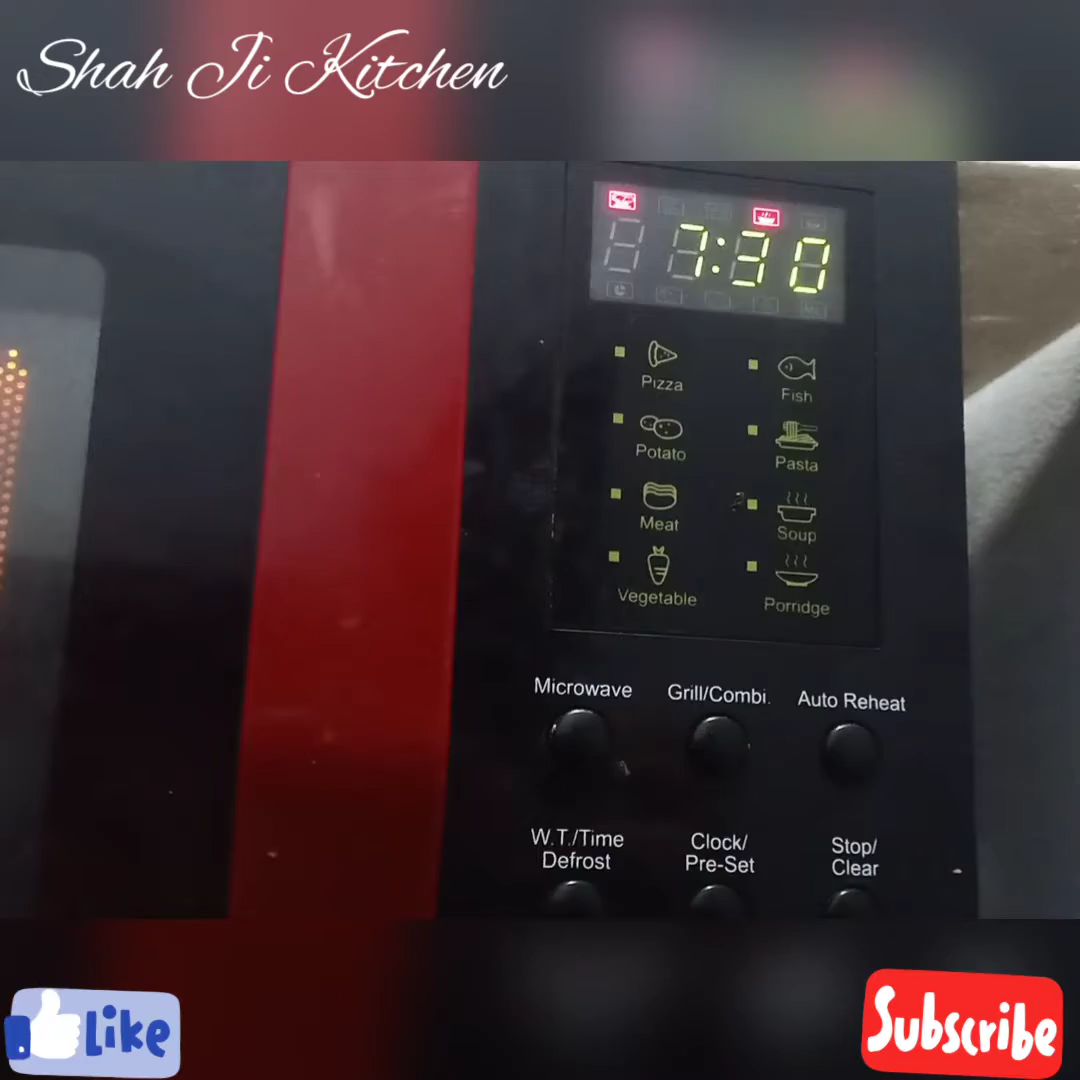 Shah Ji Kitchen
7:30
Pizza
Fish
Potato
Pasta
Meat
Soup
Vegetable
Porridge
Microwave
Grill/Combi.
Auto Reheat
W.T./Time
Defrost
Clock/
Pre-Set
Stop/
Clear
Like
Subscribe